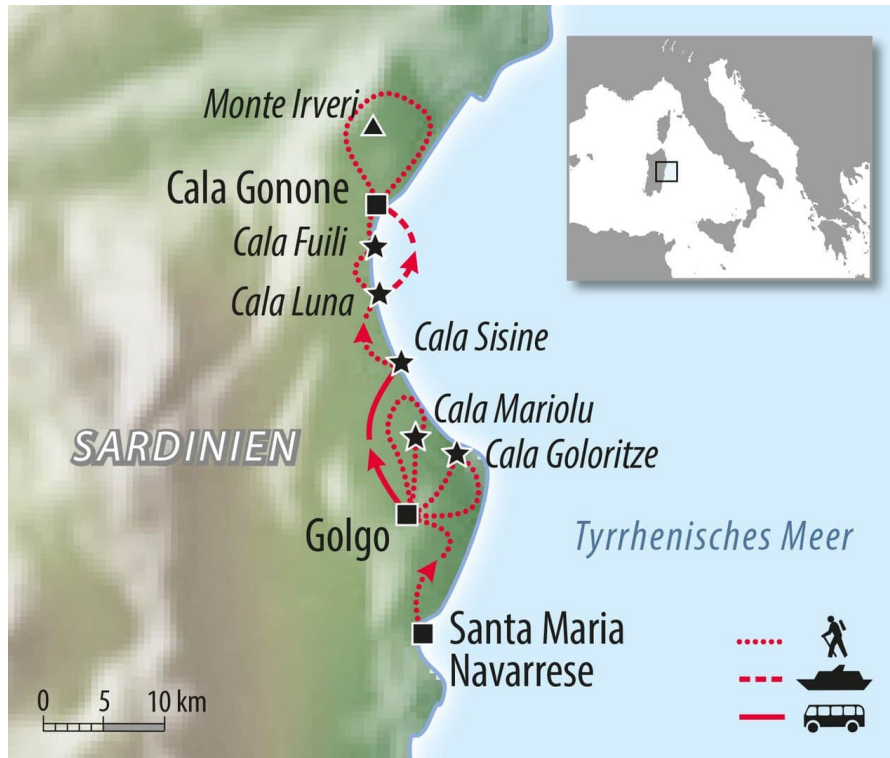 Monte Irveri
Cala Gonone
Cala Fuili
Cala Luna
Cala Sisine
Cala Mariolu
SARDINIEN
Cala Goloritze
Golgo
Tyrrhenisches Meer
Santa Maria
Navarrese
0 5 10 km